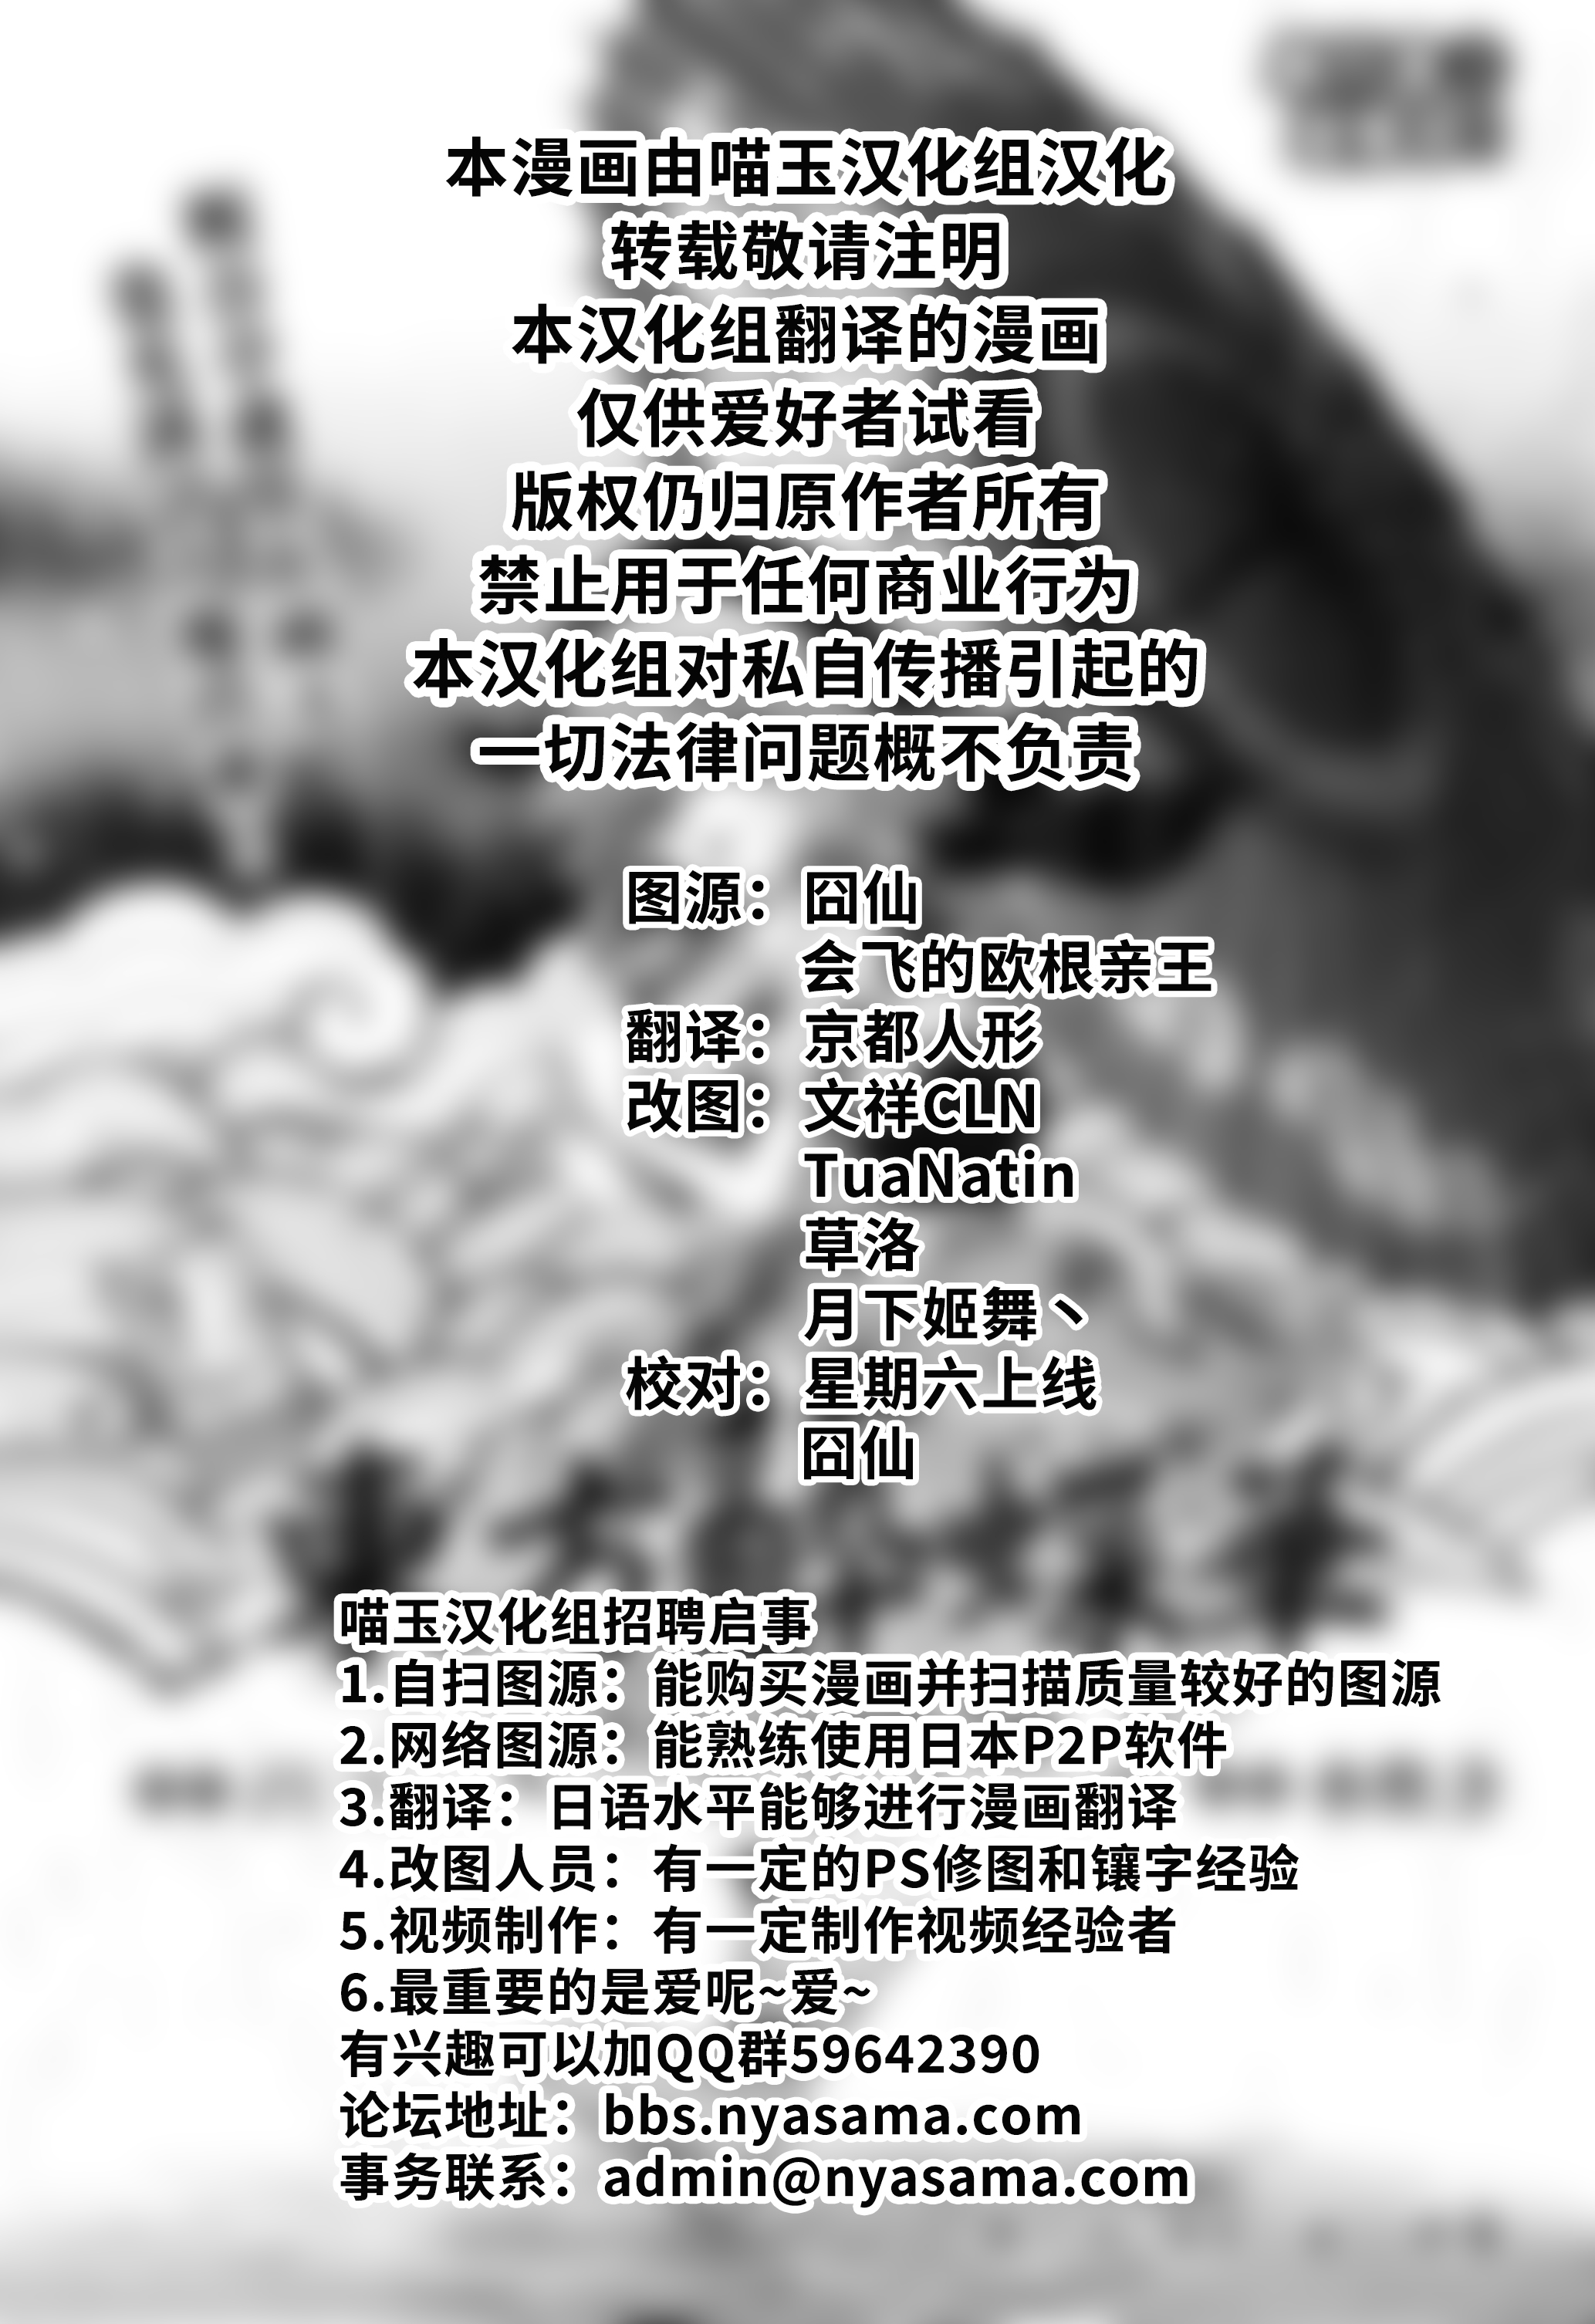 本漫画由喵玉汉化组汉化
转载敬请注明
本汉化组翻译的漫画
仅供爱好者试看
版权仍归原作者所有
禁止用于任何商业行为
本汉化组对私自传播引起的
一切法律问题概不负责
图源：囧仙
会飞的欧根亲王
翻译：京都人形
改图：文祥CLN
TuaNatin
草洛
月下姬舞丶
校对：星期六上线
囧仙
喵玉汉化组招聘启事
1.自扫图源：能购买漫画并扫描质量较好的图源
2.网络图源：能熟练使用日本P2P软件
3.翻译：日语水平能够进行漫画翻译
4.改图人员：有一定的PS修图和镶字经验
5.视频制作：有一定制作视频经验者
6.最重要的是爱呢~爱~
有兴趣可以加QQ群59642390
论坛地址：bbs.nyasama.com
事务联系：admin@nyasama.com